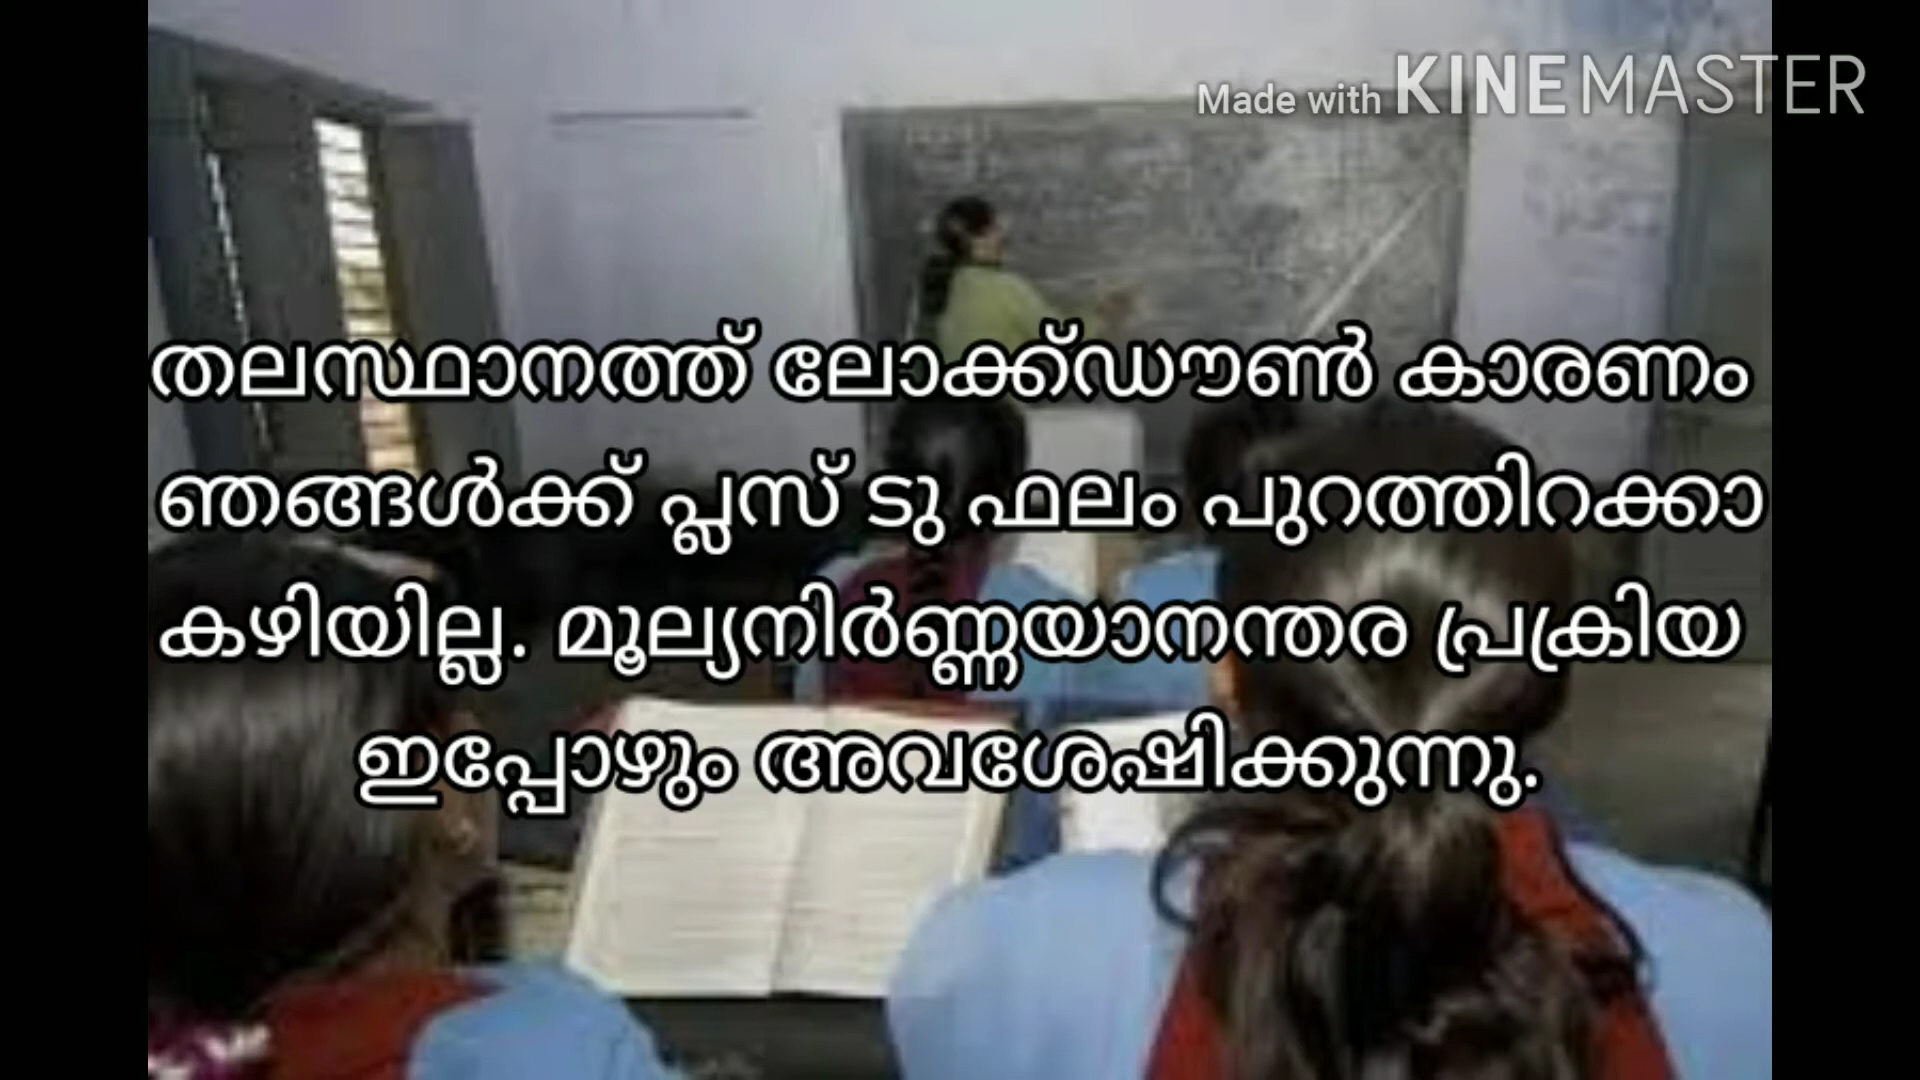 Made with KINEMASTER
തലസ്ഥാനത്ത് ലോക്ക്ഡൗൺ കാരണം
ഞങ്ങൾക്ക് പ്ലസ് ടു ഫലം പുറത്തിറക്കാ
കഴിയില്ല. മൂല്യനിർണ്ണയാനന്തര പ്രക്രിയ
ഇപ്പോഴും അവശേഷിക്കുന്നു.